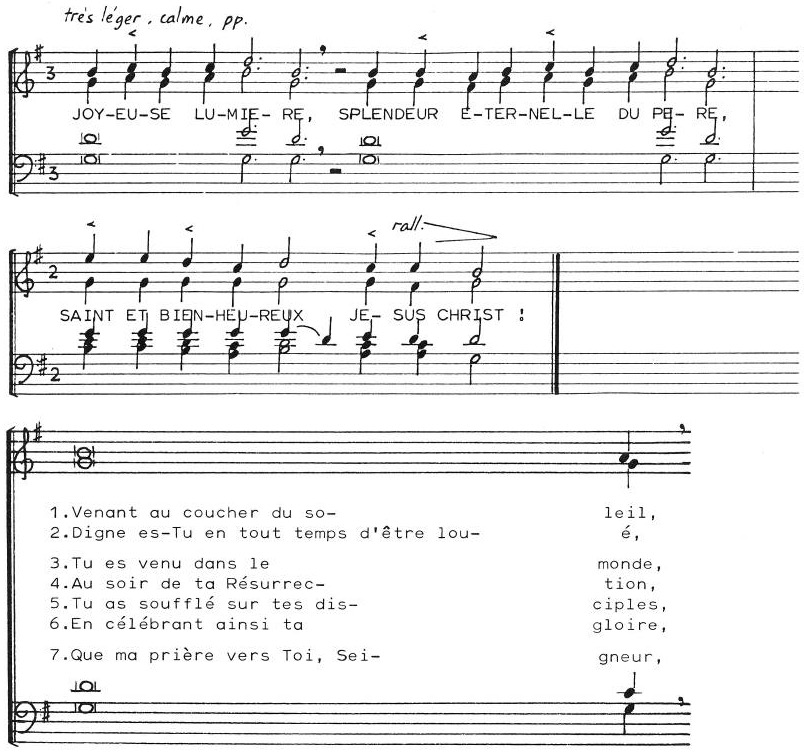 très léger, calme, pp.
3
JOY-EU-SE LU-MIE-RE, SPLENDEUR E-TER-NEL-LE DU PE-RE,
3
rall.
2
SAINT ET BIEN-HEU-REUX JE-SUS CHRIST !
2
1.Venant au coucher du so- leil,
2.Digne es-Tu en tout temps d'être lou- é,
3.Tu es venu dans le monde,
4.Au soir de ta Résurrec- tion,
5.Tu as soufflé sur tes dis- ciples,
6.En célébrant ainsi ta gloire,
7.Que ma prière vers Toi, Sei- gneur,